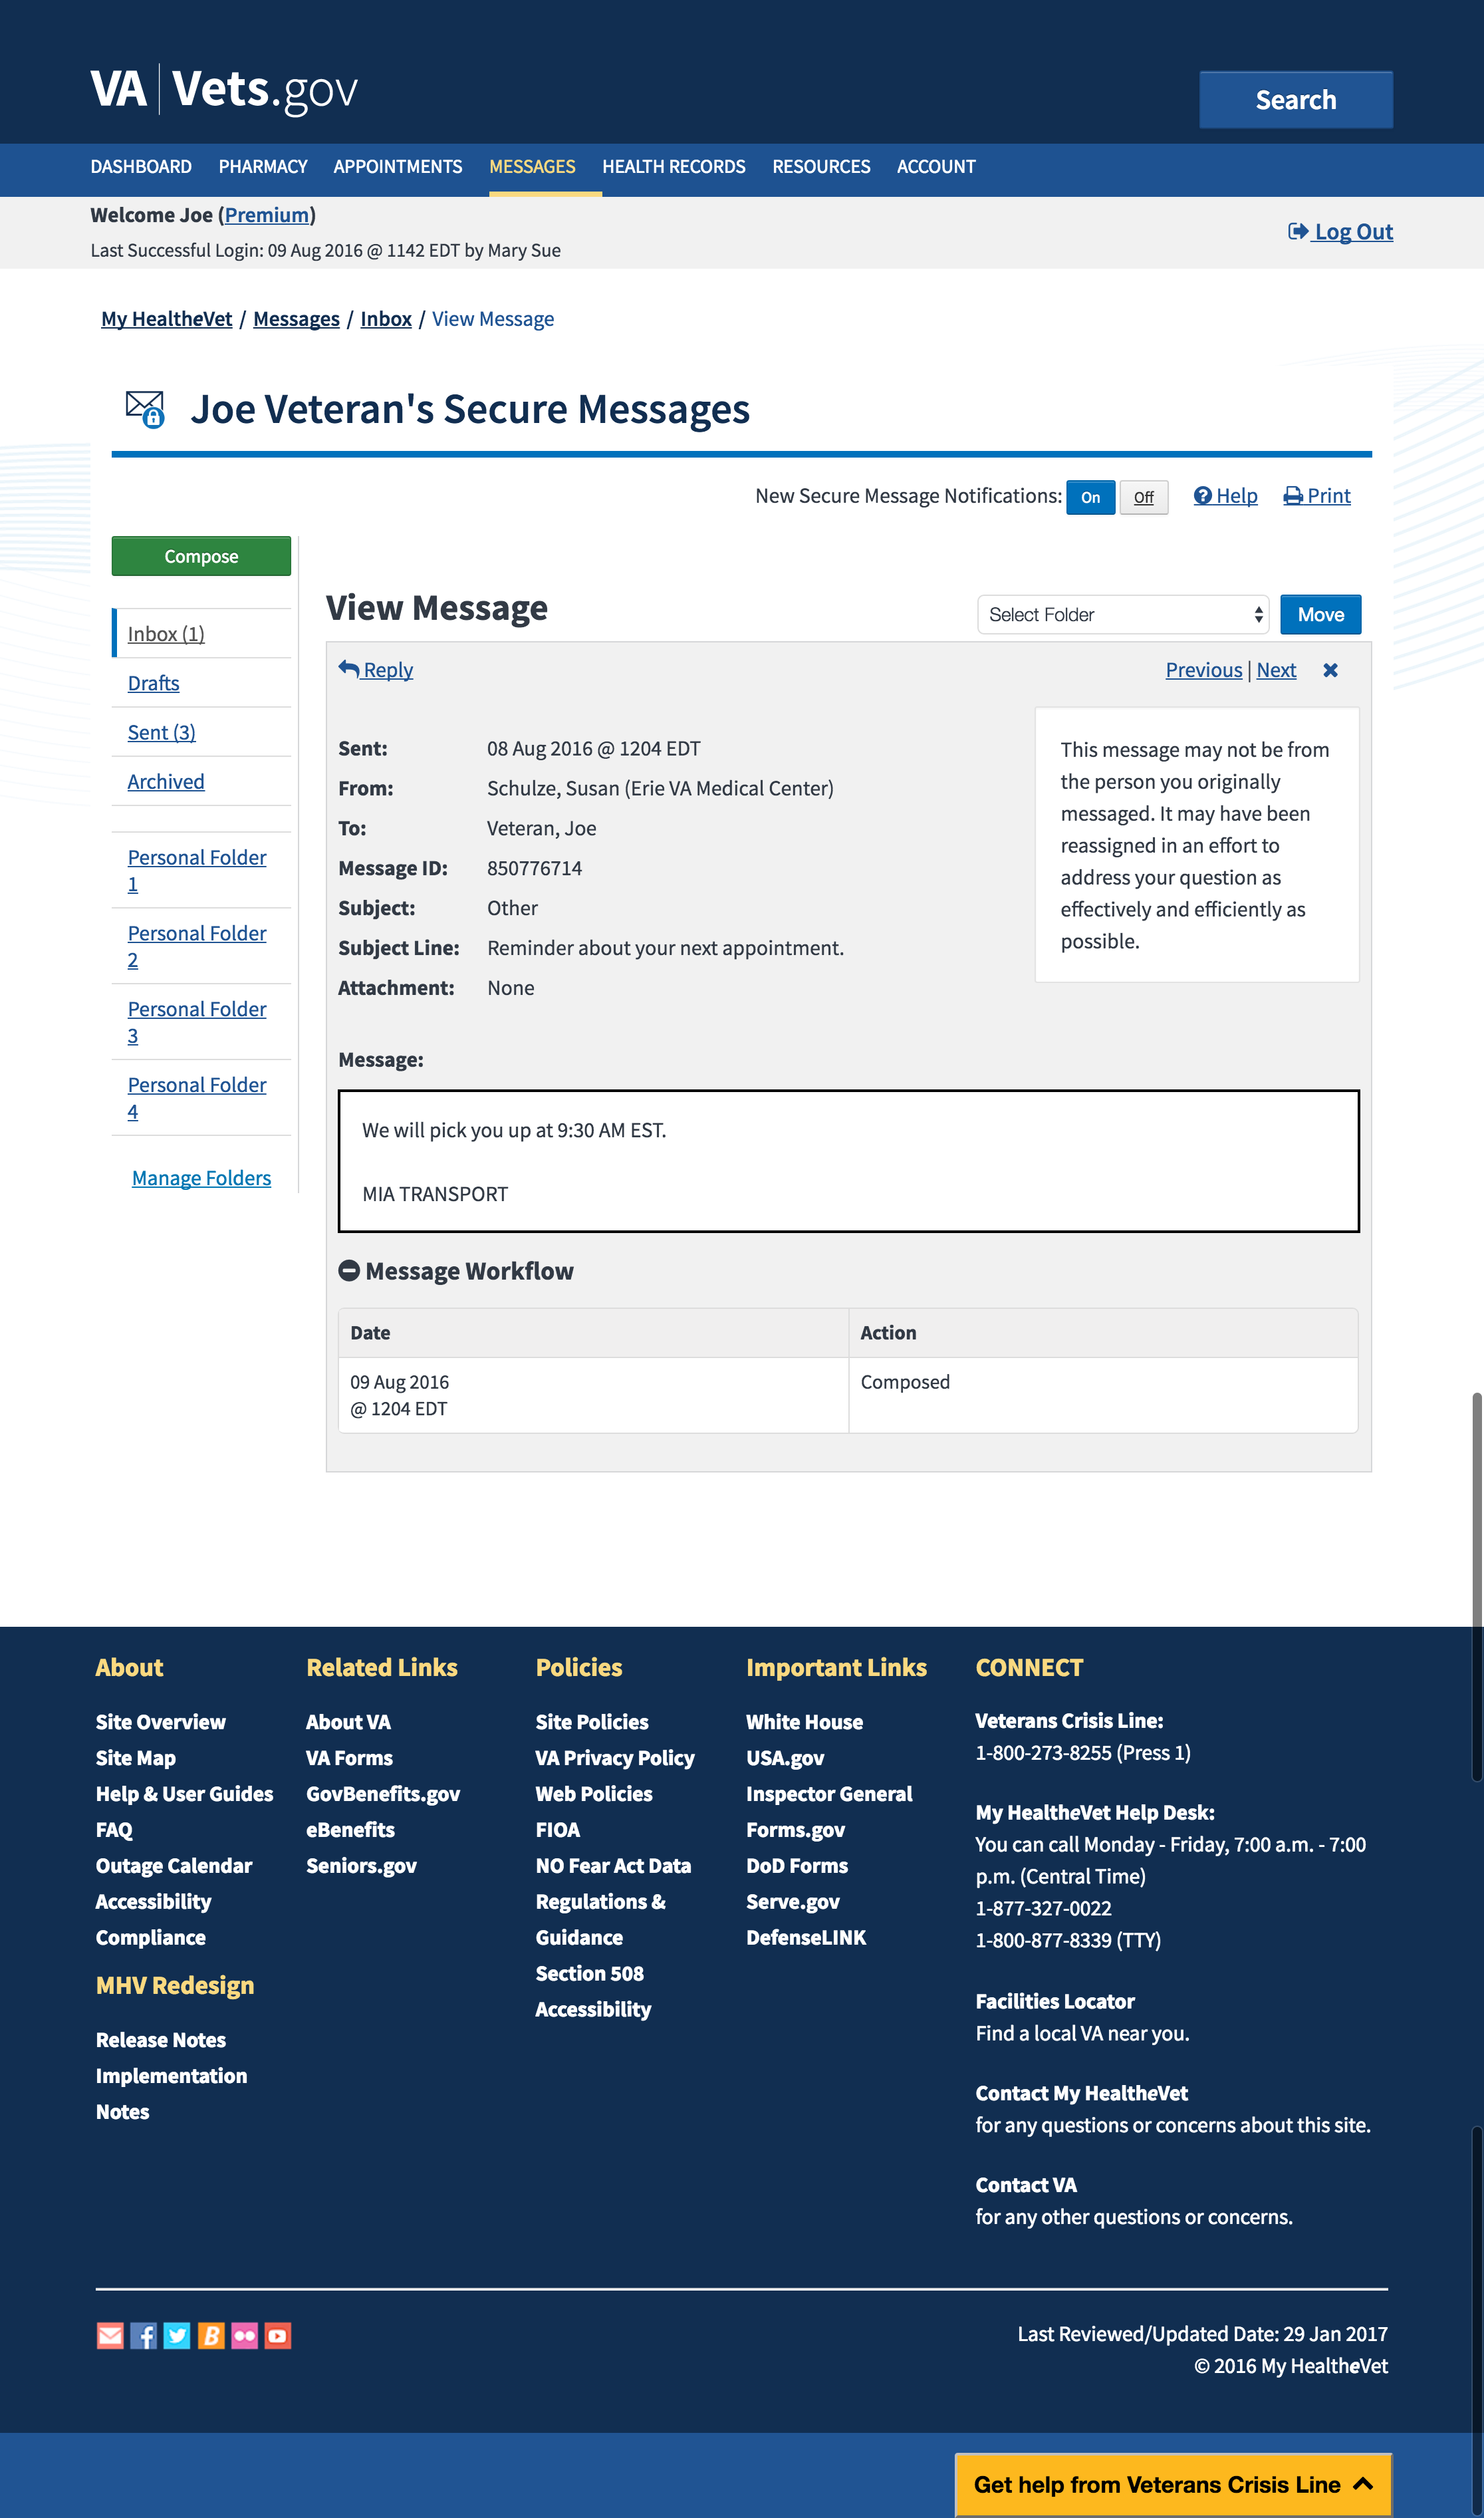 VA | Vets.gov
Search
DASHBOARD PHARMACY APPOINTMENTS MESSAGES HEALTH RECORDS RESOURCES ACCOUNT
Welcome Joe (Premium)
Last Successful Login: 09 Aug 2016 @ 1142 EDT by Mary Sue
Log Out
My HealtheVet / Messages / Inbox / View Message
Joe Veteran's Secure Messages
New Secure Message Notifications: On Off Help Print
Compose
Inbox (1)
Drafts
Sent (3)
Archived
Personal Folder
1
Personal Folder
2
Personal Folder
3
Personal Folder
4
Manage Folders
View Message
Select Folder Move
Reply
Previous | Next
Sent: 08 Aug 2016 @ 1204 EDT
From: Schulze, Susan (Erie VA Medical Center)
To: Veteran, Joe
Message ID: 850776714
Subject: Other
Subject Line: Reminder about your next appointment.
Attachment: None
This message may not be from
the person you originally
messaged. It may have been
reassigned in an effort to
address your question as
effectively and efficiently as
possible.
Message:
We will pick you up at 9:30 AM EST.
MIA TRANSPORT
Message Workflow
Date Action
09 Aug 2016
@ 1204 EDT
Composed
About
Site Overview
Site Map
Help & User Guides
FAQ
Outage Calendar
Accessibility
Compliance
MHV Redesign
Release Notes
Implementation
Notes
Related Links
About VA
VA Forms
GovBenefits.gov
eBenefits
Seniors.gov
Policies
Site Policies
VA Privacy Policy
Web Policies
FIOA
NO Fear Act Data
Regulations &
Guidance
Section 508
Accessibility
Important Links
White House
USA.gov
Inspector General
Forms.gov
DoD Forms
Serve.gov
DefenseLINK
CONNECT
Veterans Crisis Line:
1-800-273-8255 (Press 1)
My HealtheVet Help Desk:
You can call Monday - Friday, 7:00 a.m. - 7:00
p.m. (Central Time)
1-877-327-0022
1-800-877-8339 (TTY)
Facilities Locator
Find a local VA near you.
Contact My HealtheVet
for any questions or concerns about this site.
Contact VA
for any other questions or concerns.
Last Reviewed/Updated Date: 29 Jan 2017
© 2016 My HealtheVet
Get help from Veterans Crisis Line